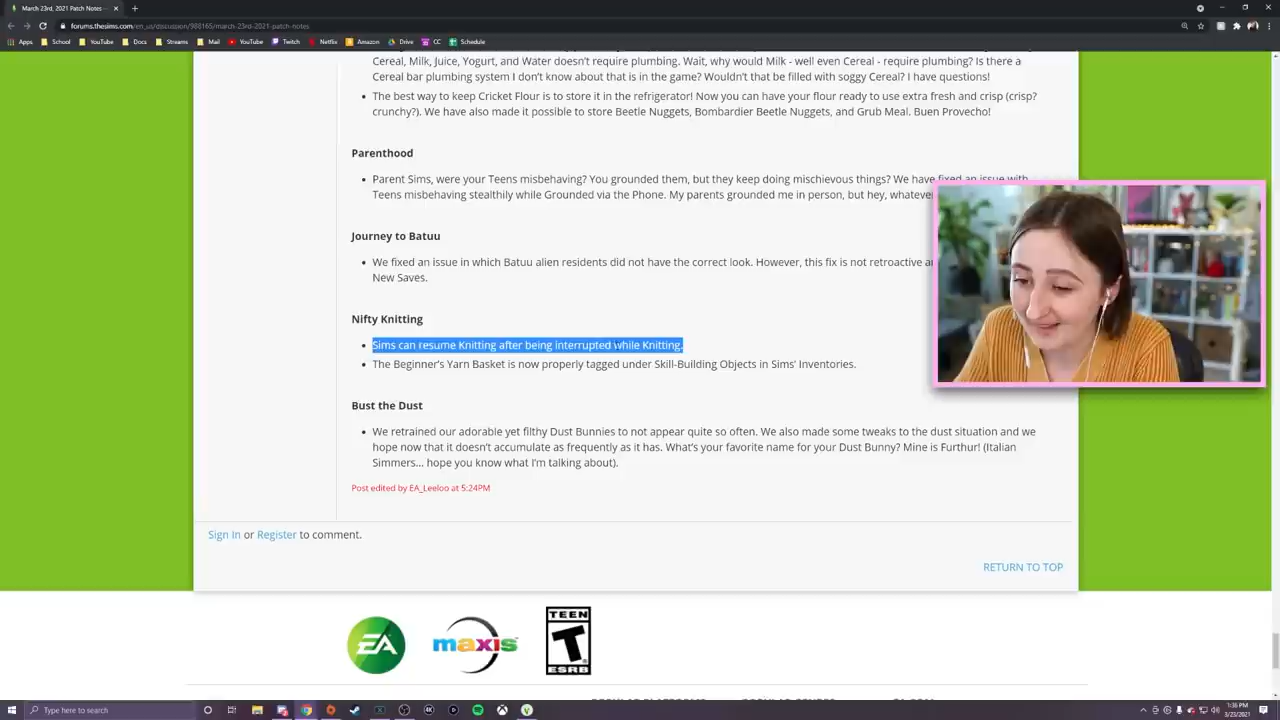 March 23rd, 2021 Patch Notes
forums.thesims.com/en_us/discussion/988165/march-23rd-2021-patch-notes
Apps School YouTube Docs Streams Mail YouTube Twitch Netflix Amazon Drive CC Schedule
Cereal, Milk, Juice, Yogurt, and Water doesn't require plumbing. Wait, why would Milk - well even Cereal - require plumbing? Is there a
Cereal bar plumbing system I don't know about that is in the game? Wouldn't that be filled with soggy Cereal? I have questions!
The best way to keep Cricket Flour is to store it in the refrigerator! Now you can have your flour ready to use extra fresh and crisp (crisp?
crunchy?). We have also made it possible to store Beetle Nuggets, Bombardier Beetle Nuggets, and Grub Meal. Buen Provecho!
Parenthood
Parent Sims, were your Teens misbehaving? You grounded them, but they keep doing mischievous things? We have fixed an issue with
Teens misbehaving stealthily while Grounded via the Phone. My parents grounded me in person, but hey, whatever
Journey to Batuu
We fixed an issue in which Batuu alien residents did not have the correct look. However, this fix is not retroactive
New Saves.
Nifty Knitting
Sims can resume Knitting after being interrupted while Knitting.
The Beginner's Yarn Basket is now properly tagged under Skill-Building Objects in Sims' Inventories.
Bust the Dust
We retrained our adorable yet filthy Dust Bunnies to not appear quite so often. We also made some tweaks to the dust situation and we
hope now that it doesn't accumulate as frequently as it has. What's your favorite name for your Dust Bunny? Mine is Furthur! (Italian
Simmers... hope you know what I'm talking about).
Post edited by EA_Leeloo at 5:24PM
Sign In or Register to comment.
RETURN TO TOP
EA
maxis
TEEN
T
ESRB
Type here to search
1:36 PM
3/23/2021